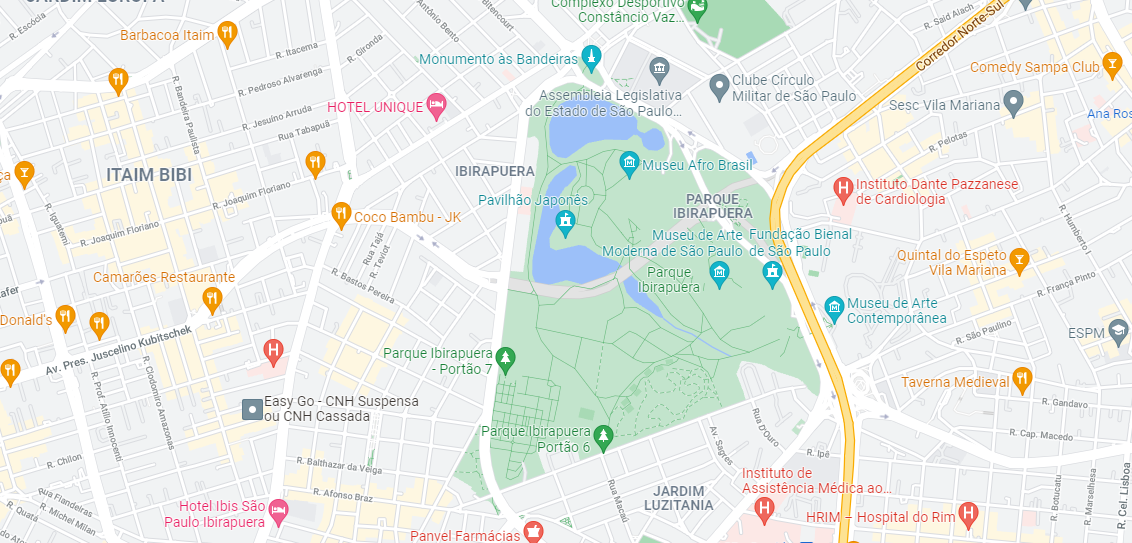 JARDIM EUROPA
R. Escócia
Barbacoa Itaim
R. Itacema
R. Pedroso Alvarenga
R. Gironda
R. Antônio Bento
Bittencourt
Complexo Desportivo
Constâncio Vaz...
R. Said Aiach
Corredor Norte-Sul
Monumento às Bandeiras
Assembleia Legislativa
do Estado de São Paulo...
Clube Círculo
Militar de São Paulo
Comedy Sampa Club
Sesc Vila Mariana
Ana Ros
R. Pelotas
HOTEL UNIQUE
R. Bandeira Paulista
R. Jesuíno Arruda
Rua Tabapuã
ITAIM BIBI
R. Joaquim Floriano
R. Joaquim Floriano
R. Iguatemi
IBIRAPUERA
Museu Afro Brasil
Pavilhão Japonês
PARQUE
IBIRAPUERA
Instituto Dante Pazzanese
de Cardiologia
R. Humberto I
Coco Bambu - JK
Rua Tajá
R. Teviot
Museu de Arte
Moderna de São Paulo
Fundação Bienal
de São Paulo
Parque
Ibirapuera
Quintal do Espeto
Vila Mariana
R. França Pinto
Camarões Restaurante
R. Bastos Pereira
afer
Donald's
Av. Pres. Juscelino Kubitschek
Museu de Arte
Contemporânea
R. São Paulino
ESPM
Parque Ibirapuera
- Portão 7
Easy Go - CNH Suspensa
ou CNH Cassada
R. Prof. Atílio Innocenti
R. Clodomiro Amazonas
Taverna Medieval
R. Gandavo
Parque Ibirapuera
Portão 6
Av. Sagres
Rua D'Ouro
R. Ipê
R. Cap. Macedo
R. Chilon
R. Balthazar da Veiga
R. Afonso Braz
Rua Fiandeiras
R. Quatá
R. Michel Milan
Hotel Ibis São
Paulo Ibirapuera
Panvel Farmácias
Rua Macaú
JARDIM
LUZITANIA
Instituto de
Assistência Médica ao...
HRIM – Hospital do Rim
R. Botucatu
R. Marselhesa
R. Cel. Lisboa